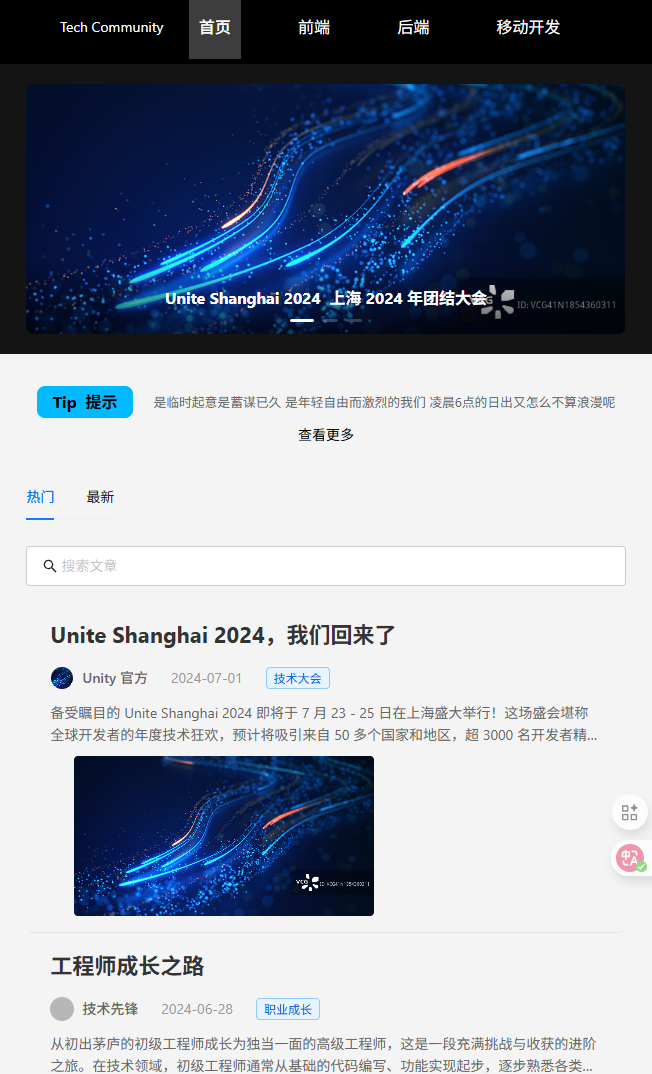 Tech Community 首页 前端 后端 移动开发
Unite Shanghai 2024 上海 2024 年团结大会
VCG ID: VCG41N1854360311
Tip 提示 是临时起意是蓄谋已久 是年轻自由而激烈的我们 凌晨6点的日出又怎么不算浪漫呢
查看更多
热门 最新
搜索文章
Unite Shanghai 2024，我们回来了
Unity 官方 2024-07-01 技术大会
备受瞩目的 Unite Shanghai 2024 即将于 7 月 23 - 25 日在上海盛大举行！这场盛会堪称
全球开发者的年度技术狂欢，预计将吸引来自 50 多个国家和地区，超 3000 名开发者精...
VCG ID: VCG41N1854360311
中 A
工程师成长之路
技术先锋 2024-06-28 职业成长
从初出茅庐的初级工程师成长为独当一面的高级工程师，这是一段充满挑战与收获的进阶
之旅。在技术领域，初级工程师通常从基础的代码编写、功能实现起步，逐步熟悉各类...